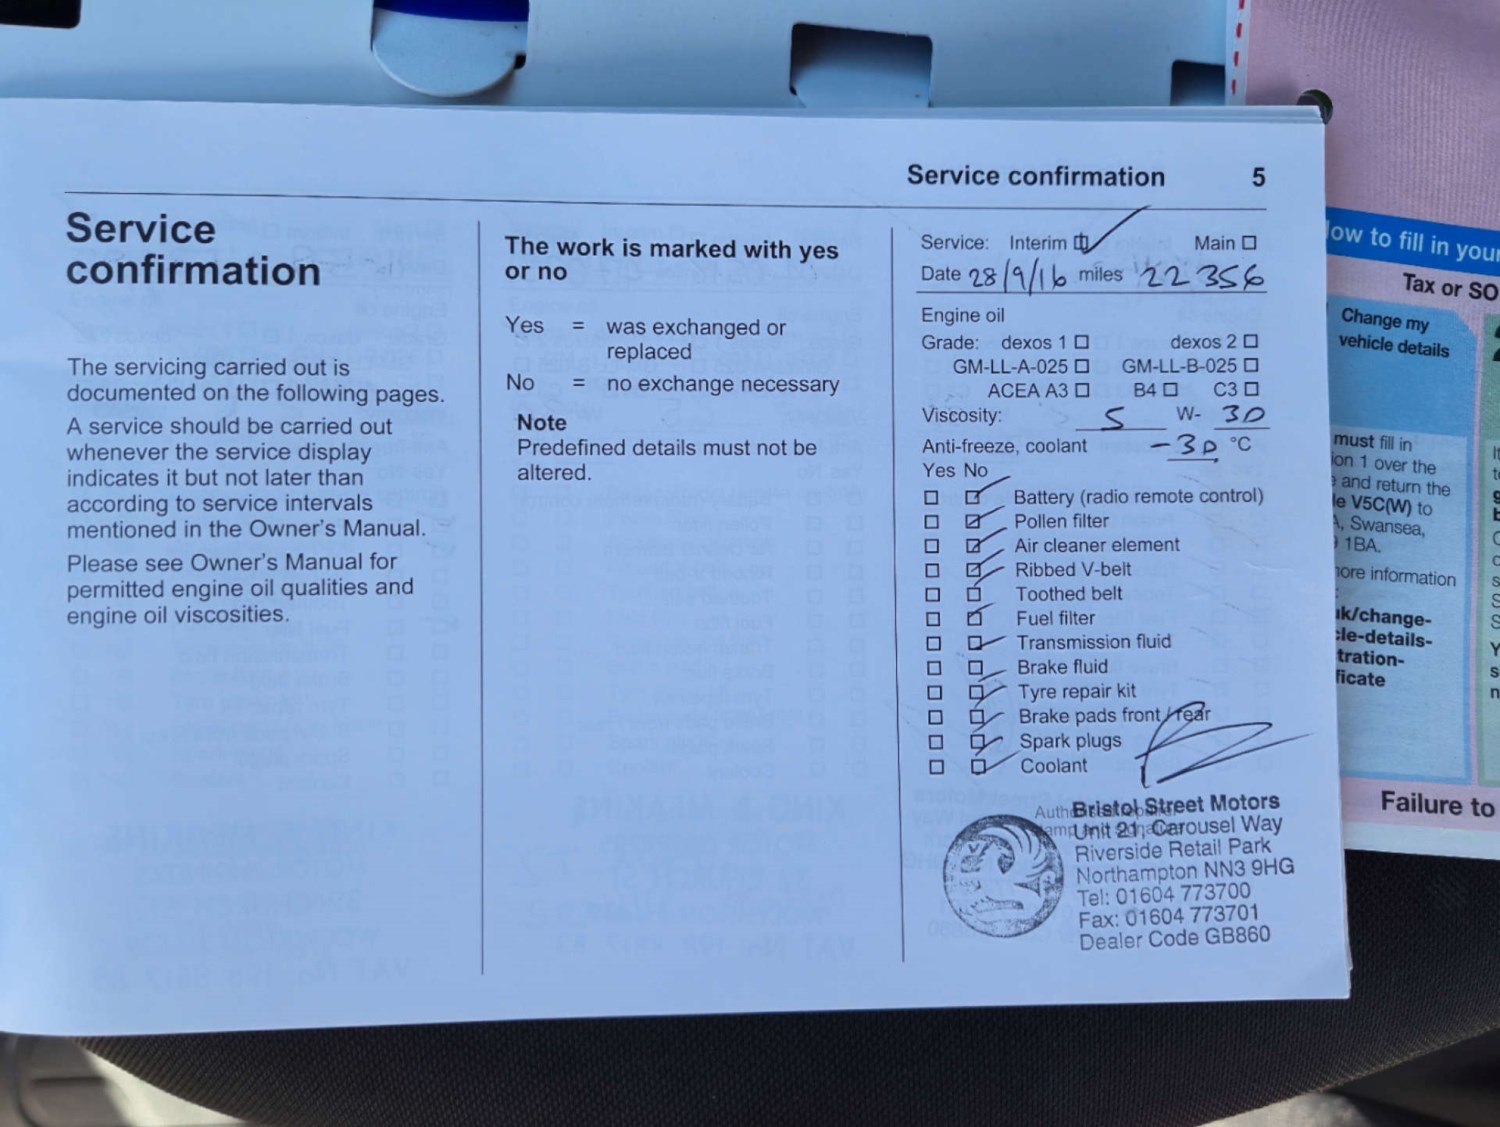 Service confirmation 5
Service
confirmation
The servicing carried out is
documented on the following pages.
A service should be carried out
whenever the service display
indicates it but not later than
according to service intervals
mentioned in the Owner's Manual.
Please see Owner's Manual for
permitted engine oil qualities and
engine oil viscosities.
The work is marked with yes
or no
Yes = was exchanged or
replaced
No = no exchange necessary
Note
Predefined details must not be
altered.
Service: Interim Main
Date 28/9/16 miles 22 356
Engine oil
Grade: dexos 1 dexos 2
GM-LL-A-025 GM-LL-B-025
ACEA A3 B4 C3
Viscosity: 5 W- 30
Anti-freeze, coolant -30 °C
Yes No
Battery (radio remote control)
Pollen filter
Air cleaner element
Ribbed V-belt
Toothed belt
Fuel filter
Transmission fluid
Brake fluid
Tyre repair kit
Brake pads front / rear
Spark plugs
Coolant
Bristol Street Motors
Unit 21, Carousel Way
Riverside Retail Park
Northampton NN3 9HG
Tel: 01604 773700
Fax: 01604 773701
Dealer Code GB860
to fill in your
Tax or SO
Change my
vehicle details
must fill in
1 over the
and return the
V5C(W) to
Swansea,
1BA.
more information
uk/change-
cle-details-
tration-
ficate
Failure to